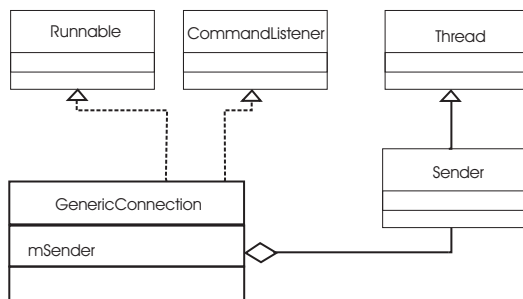 Runnable
CommandListener
Thread
Sender
GenericConnection
mSender